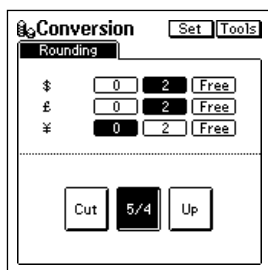 Conversion Set Tools
Rounding
$ 0 2 Free
£ 0 2 Free
¥ 0 2 Free
Cut 5/4 Up